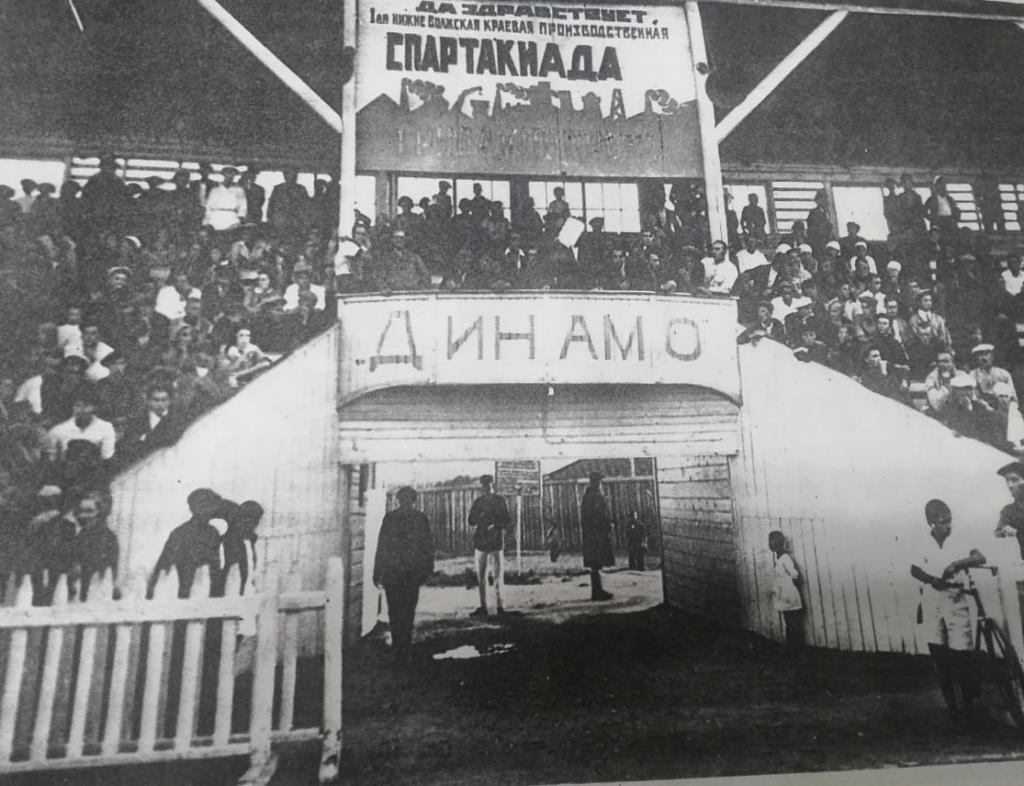 ДА ЗДРАВСТВУЕТ
1ая НИЖНЕ ВОЛЖСКАЯ КРАЕВАЯ ПРОИЗВОДСТВЕННАЯ
СПАРТАКИАДА
ДИНАМО